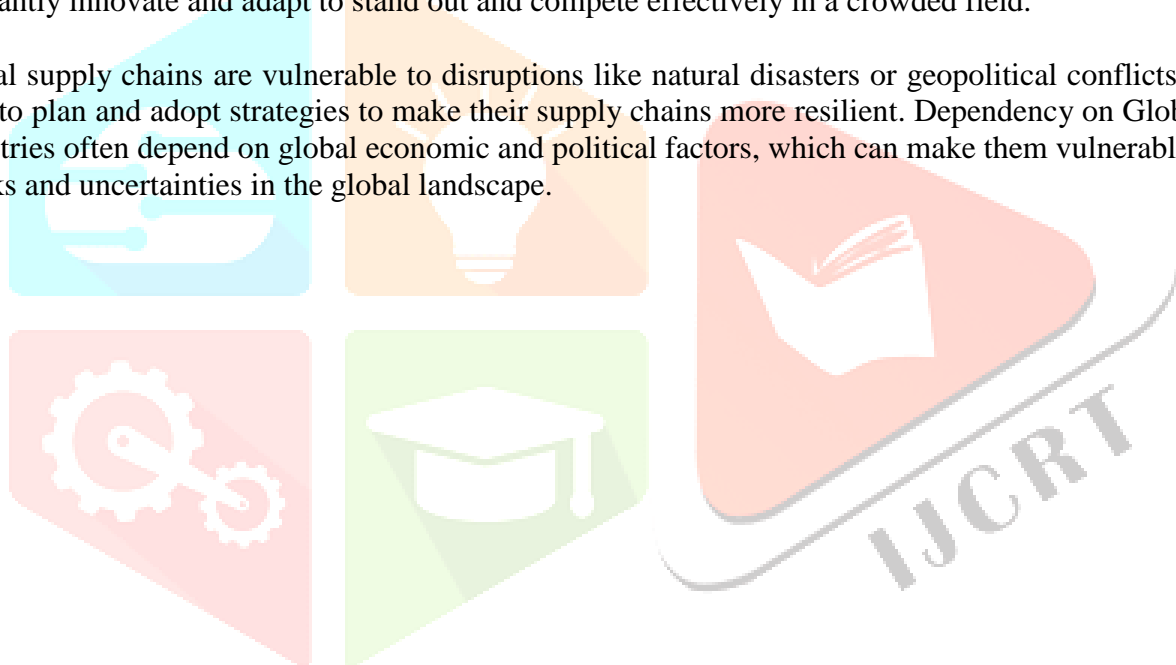 antly innovate and adapt to stand out and compete effectively in a crowded field.
al supply chains are vulnerable to disruptions like natural disasters or geopolitical conflicts
to plan and adopt strategies to make their supply chains more resilient. Dependency on Glob
tries often depend on global economic and political factors, which can make them vulnerabl
ks and uncertainties in the global landscape.
IJCRT